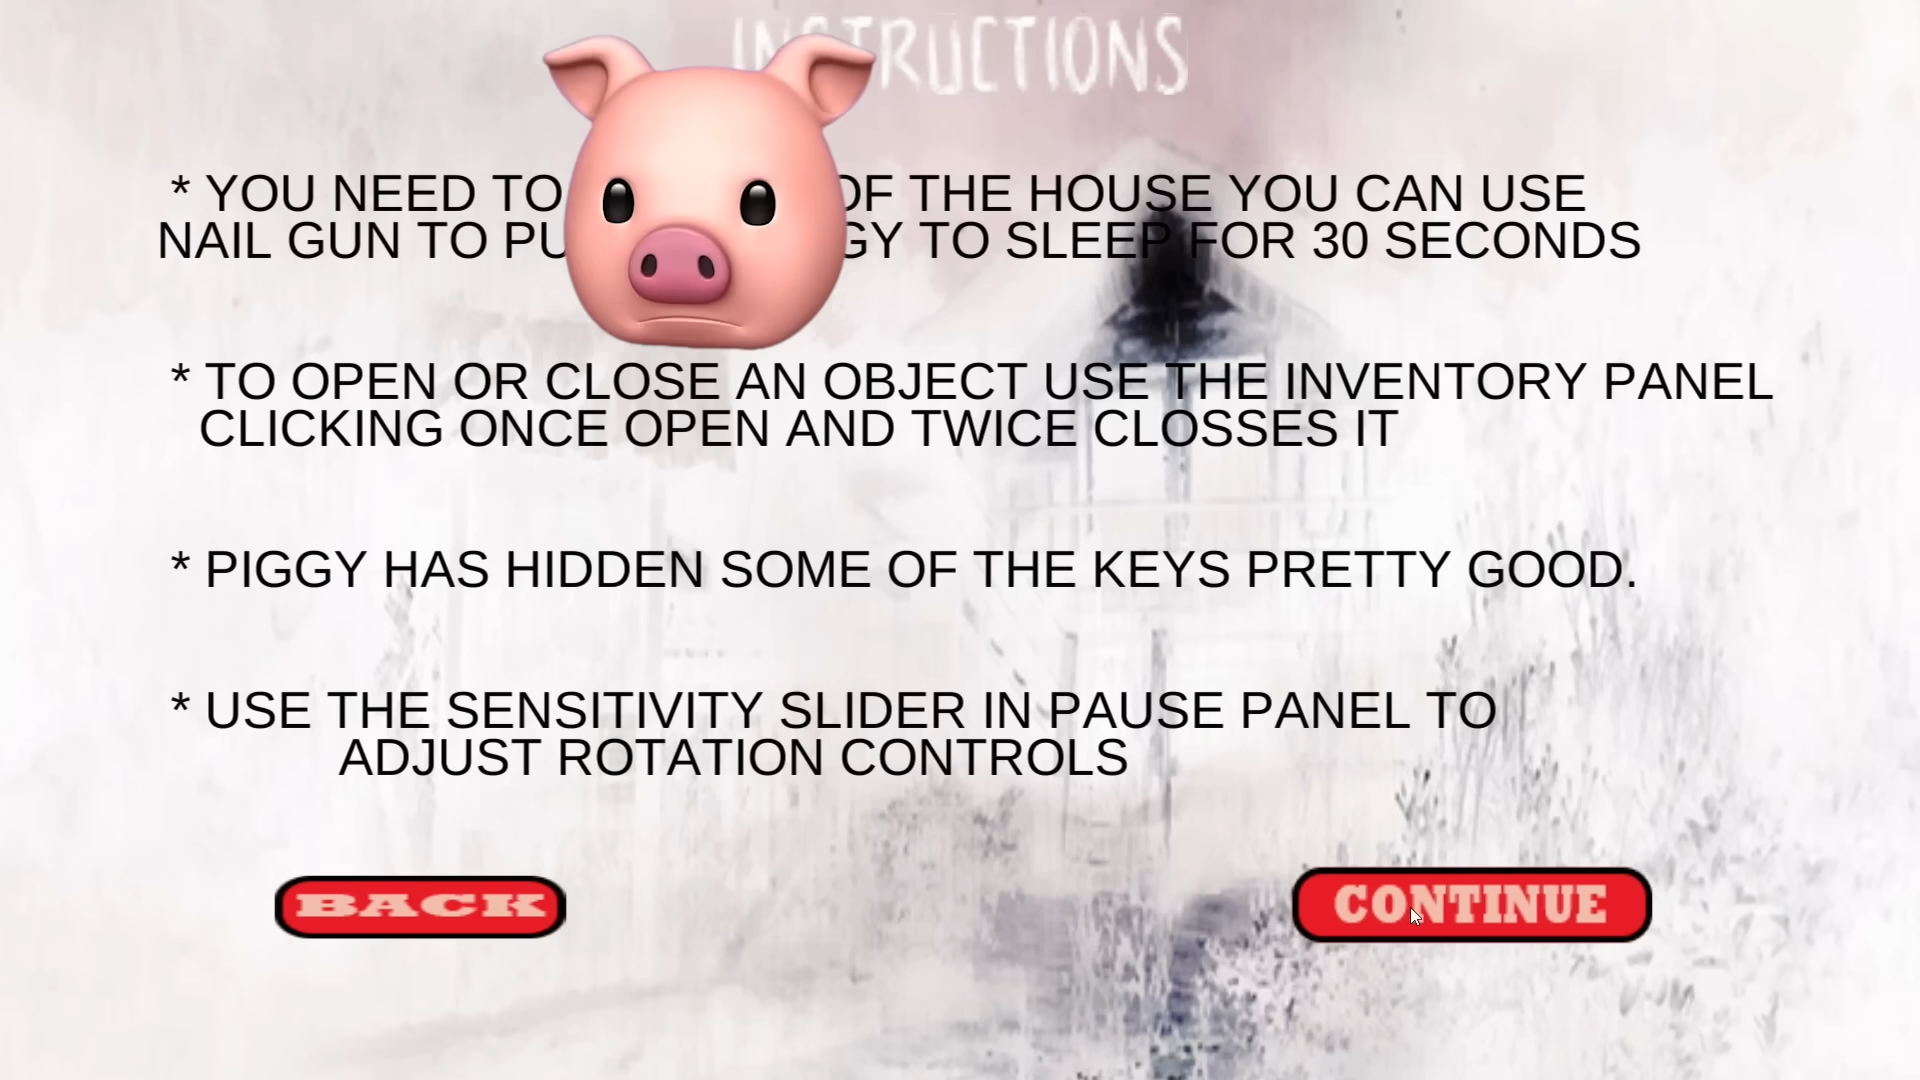 INSTRUCTIONS
* YOU NEED TO OF THE HOUSE YOU CAN USE
NAIL GUN TO TO SLEEP FOR 30 SECONDS
* TO OPEN OR CLOSE AN OBJECT USE THE INVENTORY PANEL
CLICKING ONCE OPEN AND TWICE CLOSSES IT
* PIGGY HAS HIDDEN SOME OF THE KEYS PRETTY GOOD.
* USE THE SENSITIVITY SLIDER IN PAUSE PANEL TO
ADJUST ROTATION CONTROLS
BACK
CONTINUE